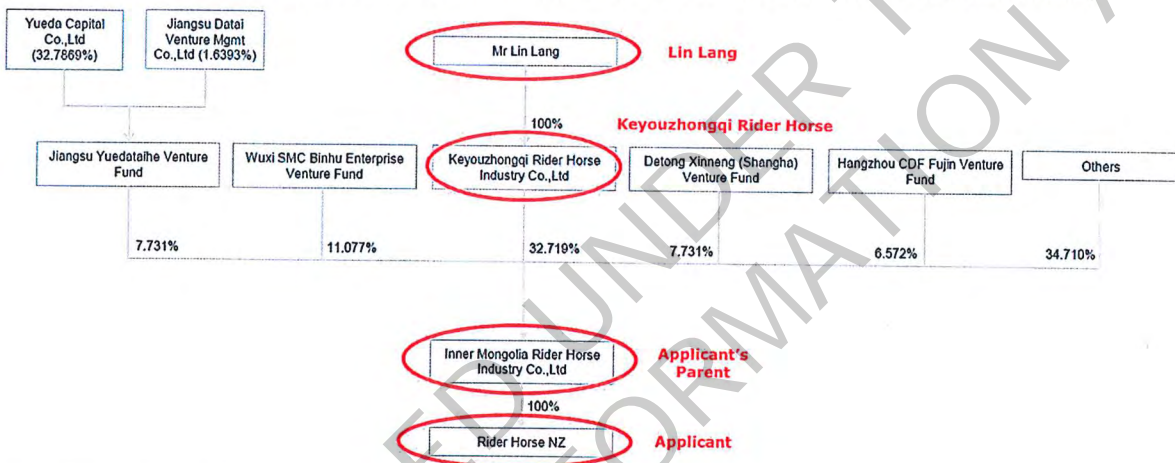 Yueda Capital
Co.,Ltd
(32.7869%)
Jiangsu Datai
Venture Mgmt
Co.,Ltd (1.6393%)
Mr Lin Lang
Lin Lang
100%
Keyouzhongqi Rider Horse
Jiangsu Yuedataihe Venture
Fund
Wuxi SMC Binhu Enterprise
Venture Fund
Keyouzhongqi Rider Horse
Industry Co.,Ltd
Detong Xinneng (Shangha)
Venture Fund
Hangzhou CDF Fujin Venture
Fund
Others
7.731%
11.077%
32.719%
7.731%
6.572%
34.710%
Inner Mongolia Rider Horse
Industry Co.,Ltd
Applicant's
Parent
100%
Rider Horse NZ
Applicant
UNDER